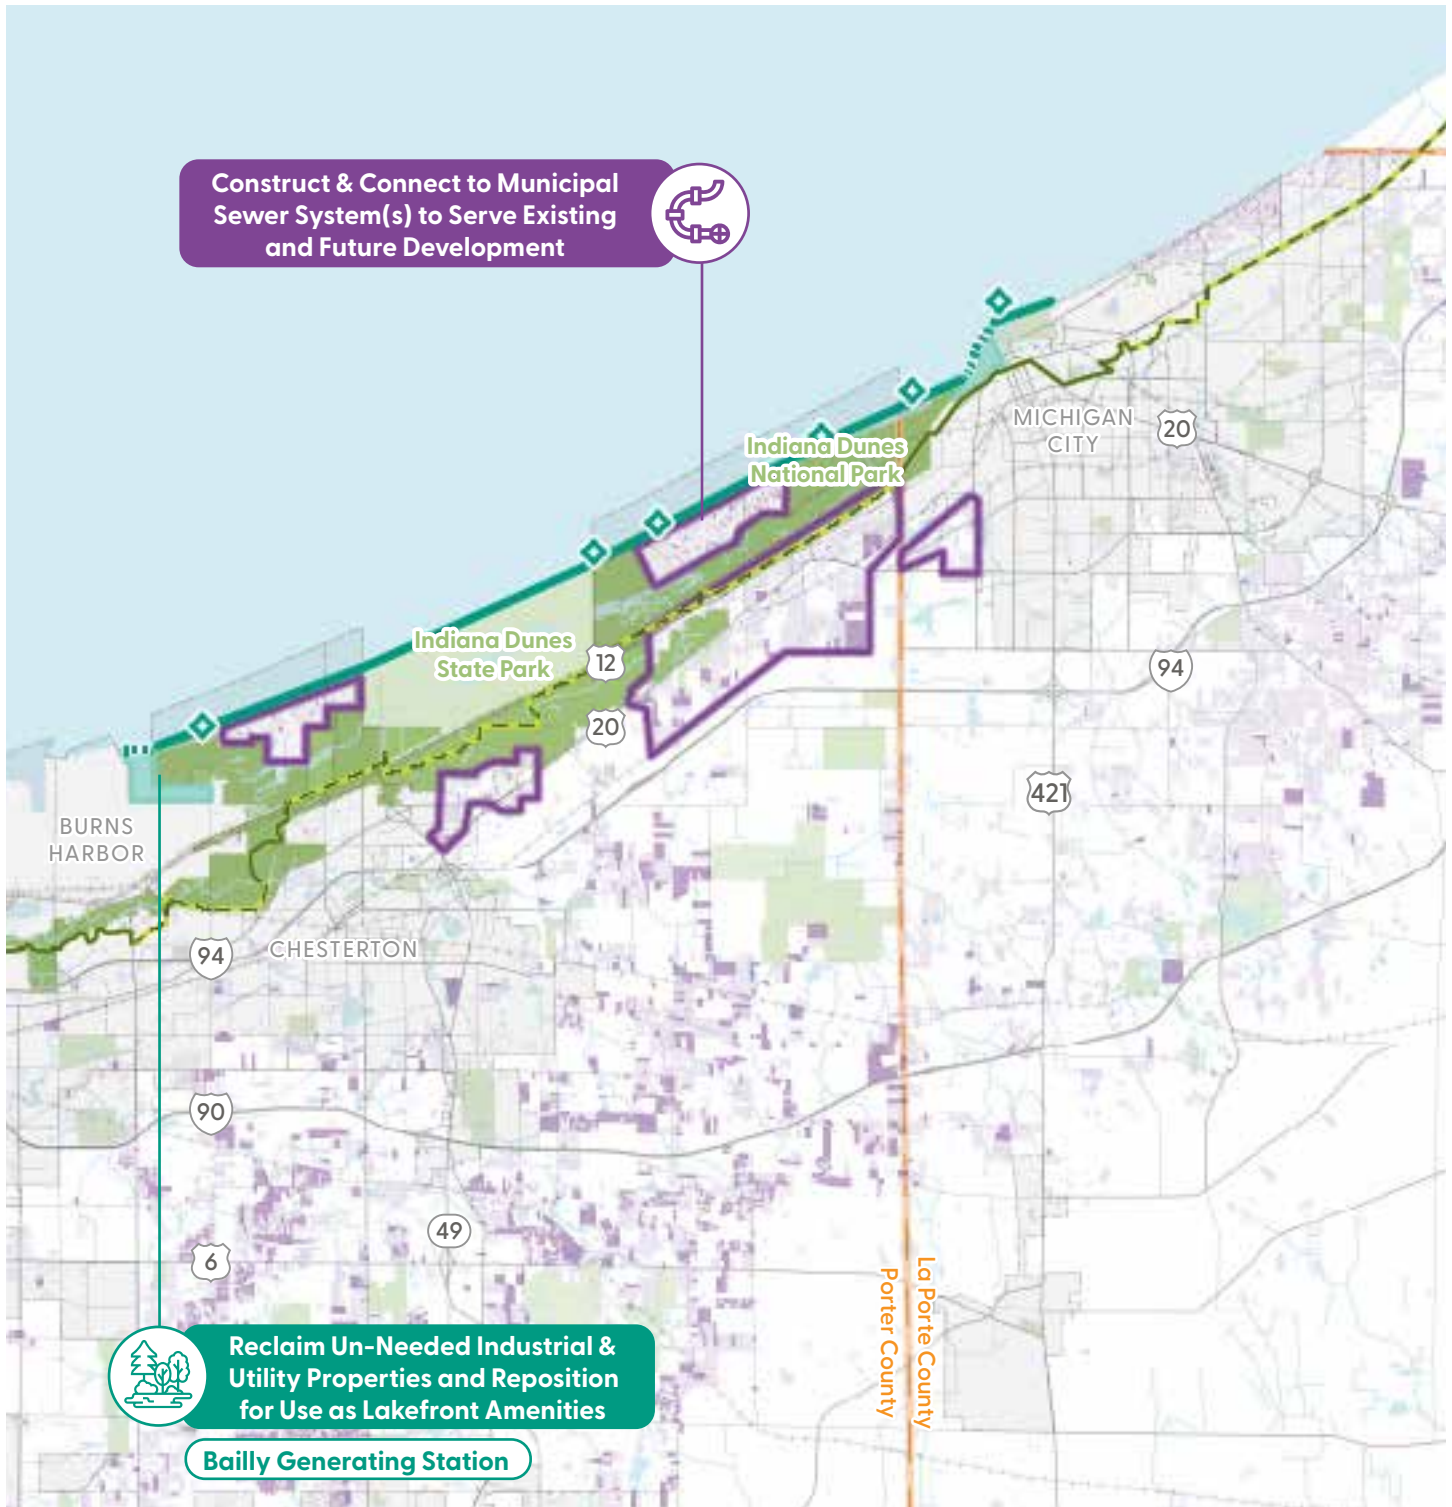 Construct & Connect to Municipal
Sewer System(s) to Serve Existing
and Future Development
MICHIGAN
CITY
20
Indiana Dunes
National Park
Indiana Dunes
State Park
12
94
20
421
BURNS
HARBOR
94
CHESTERTON
90
49
6
La Porte County
Porter County
Reclaim Un-Needed Industrial &
Utility Properties and Reposition
for Use as Lakefront Amenities
Bailly Generating Station